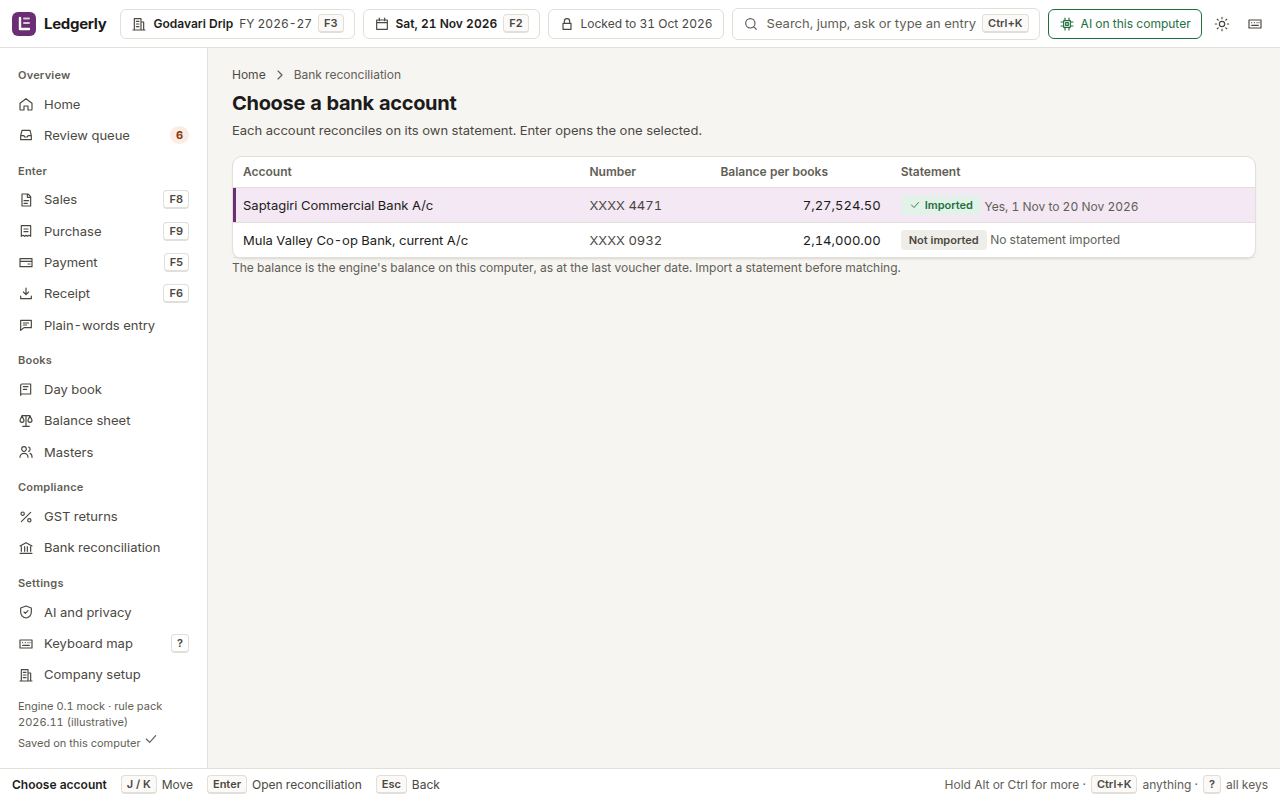 Ledgerly
Godavari Drip FY 2026-27 F3
Sat, 21 Nov 2026 F2
Locked to 31 Oct 2026
Search, jump, ask or type an entry Ctrl+K
AI on this computer
Overview
Home
Review queue 6
Enter
Sales F8
Purchase F9
Payment F5
Receipt F6
Plain-words entry
Books
Day book
Balance sheet
Masters
Compliance
GST returns
Bank reconciliation
Settings
AI and privacy
Keyboard map ?
Company setup
Engine 0.1 mock · rule pack
2026.11 (illustrative)
Saved on this computer
Home > Bank reconciliation
Choose a bank account
Each account reconciles on its own statement. Enter opens the one selected.
Account Number Balance per books Statement
Saptagiri Commercial Bank A/c XXXX 4471 7,27,524.50 Imported Yes, 1 Nov to 20 Nov 2026
Mula Valley Co-op Bank, current A/c XXXX 0932 2,14,000.00 Not imported No statement imported
The balance is the engine's balance on this computer, as at the last voucher date. Import a statement before matching.
Choose account J / K Move Enter Open reconciliation Esc Back
Hold Alt or Ctrl for more · Ctrl+K anything · ? all keys